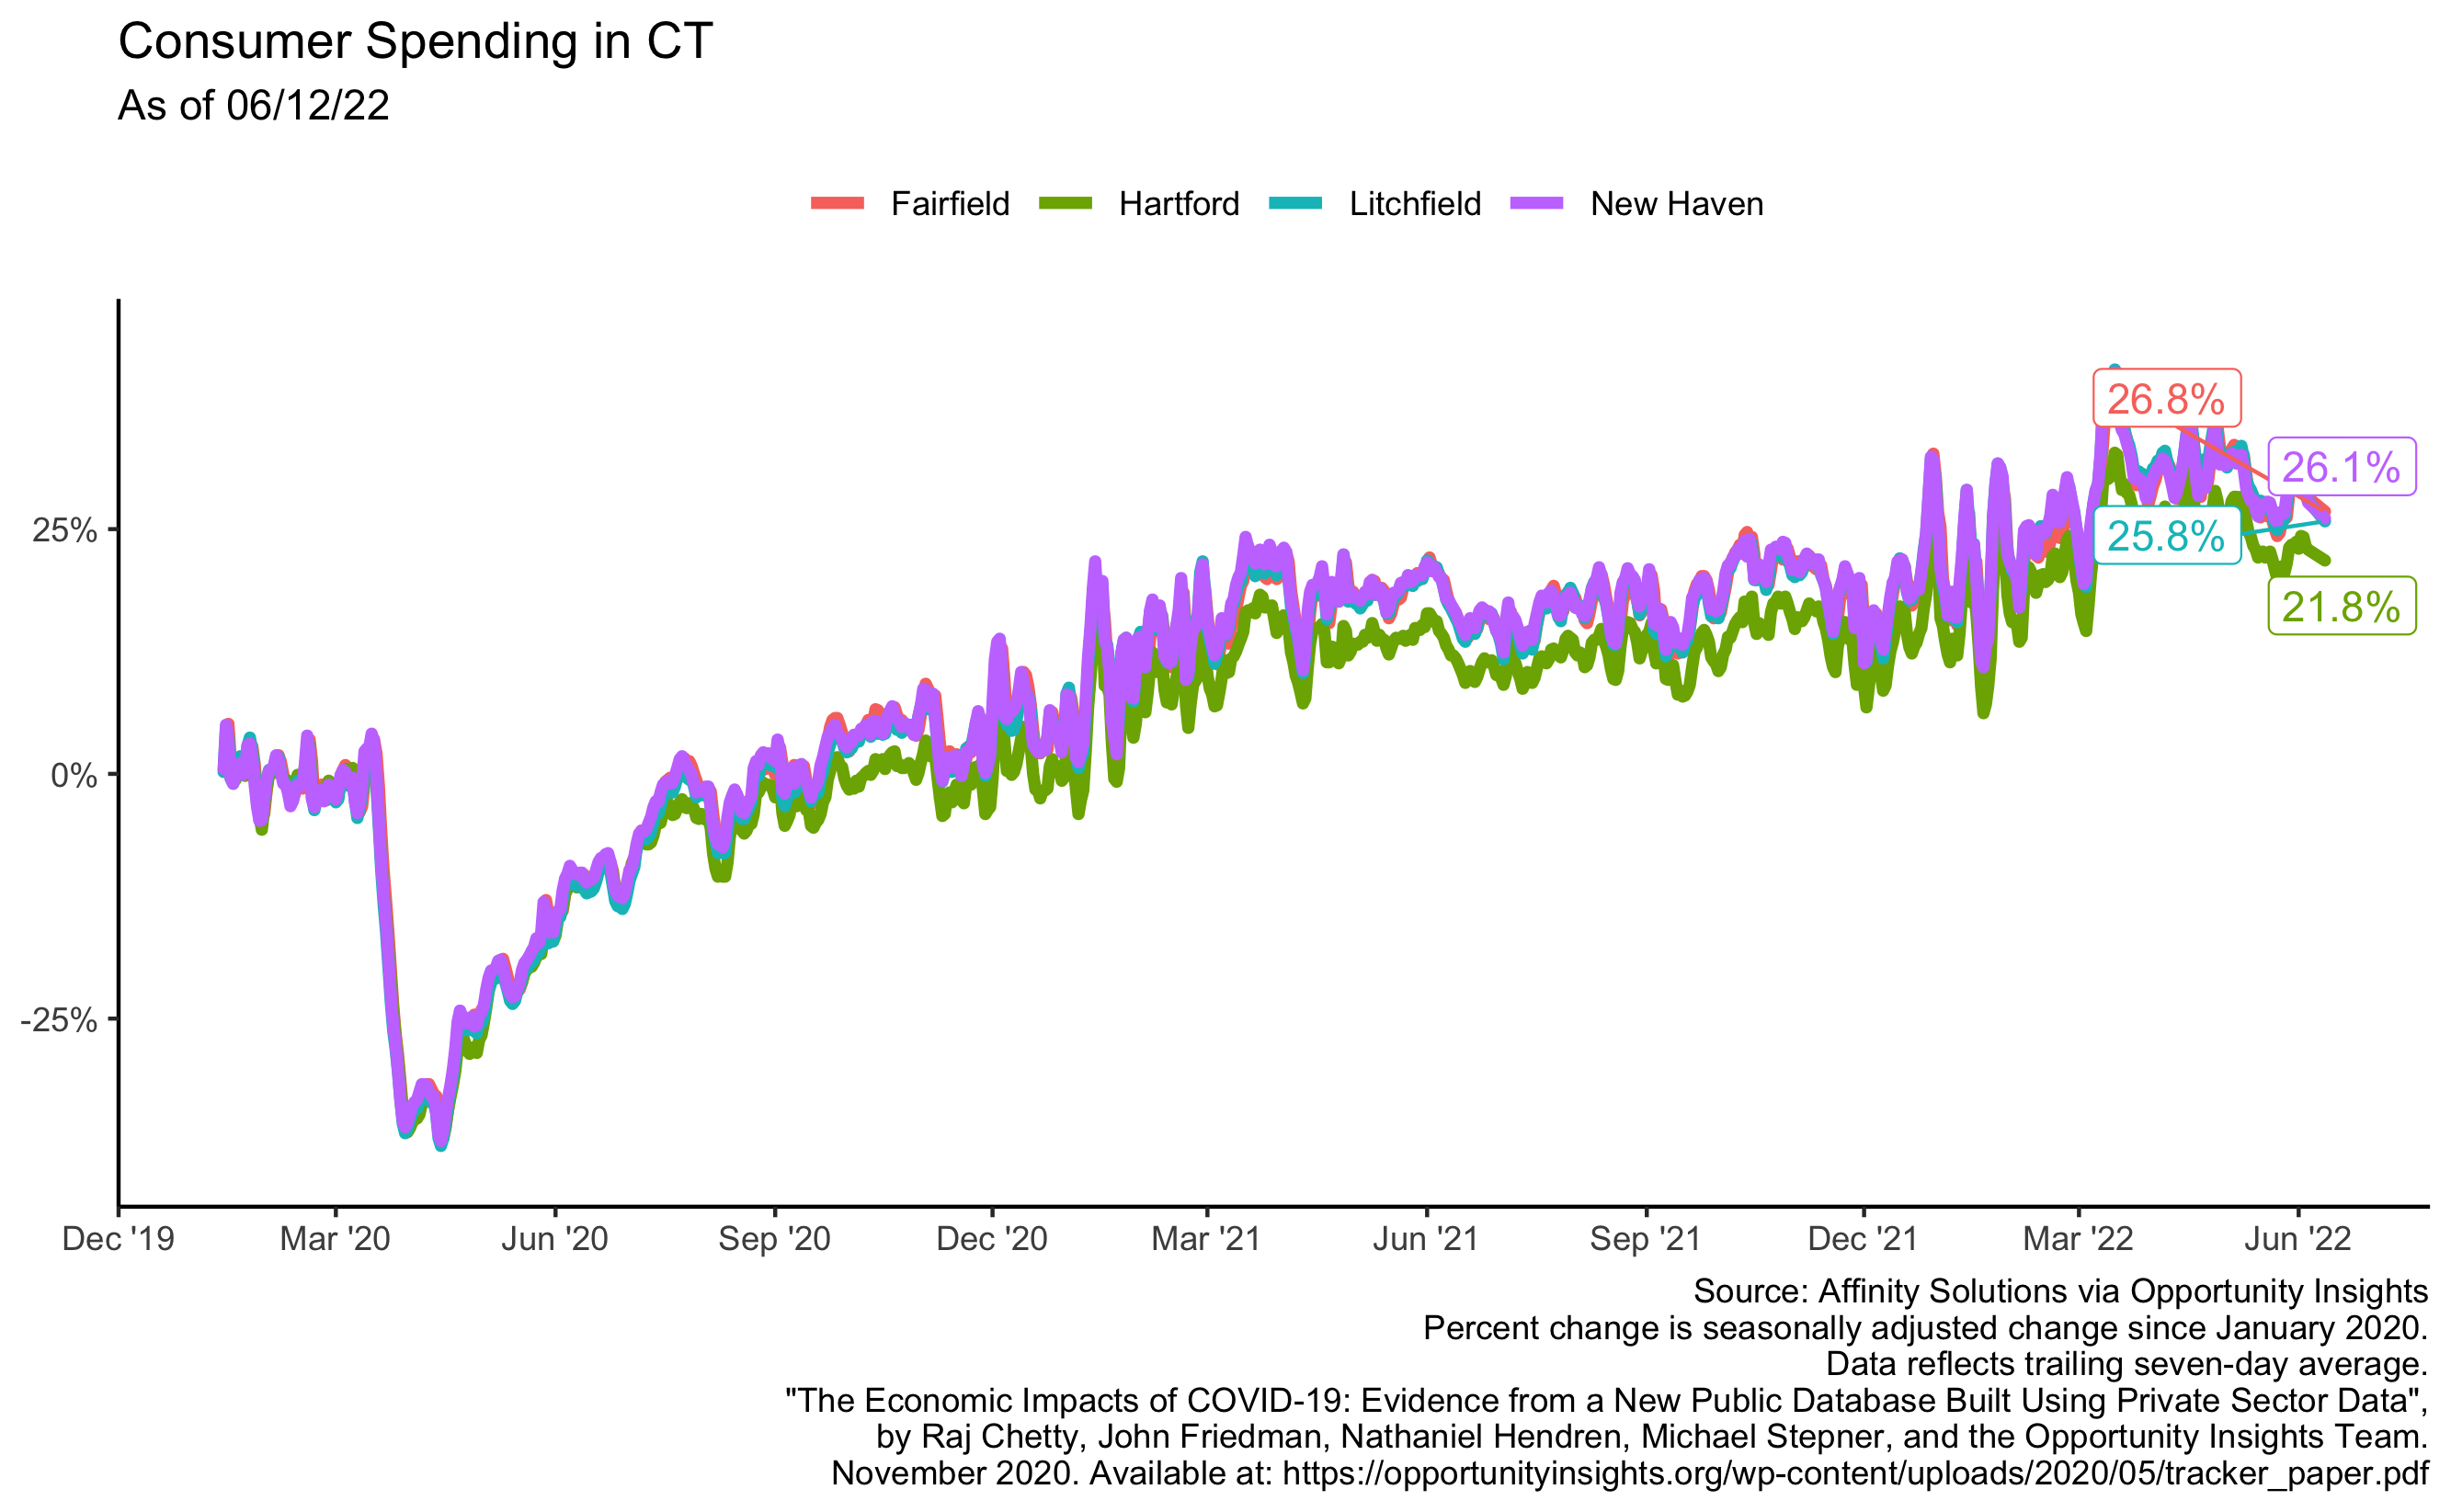 Consumer Spending in CT
As of 06/12/22
Fairfield Hartford Litchfield New Haven
26.8%
26.1%
25.8%
21.8%
25%
0%
-25%
Dec '19 Mar '20 Jun '20 Sep '20 Dec '20 Mar '21 Jun '21 Sep '21 Dec '21 Mar '22 Jun '22
Source: Affinity Solutions via Opportunity Insights
Percent change is seasonally adjusted change since January 2020.
Data reflects trailing seven-day average.
"The Economic Impacts of COVID-19: Evidence from a New Public Database Built Using Private Sector Data",
by Raj Chetty, John Friedman, Nathaniel Hendren, Michael Stepner, and the Opportunity Insights Team.
November 2020. Available at: https://opportunityinsights.org/wp-content/uploads/2020/05/tracker_paper.pdf